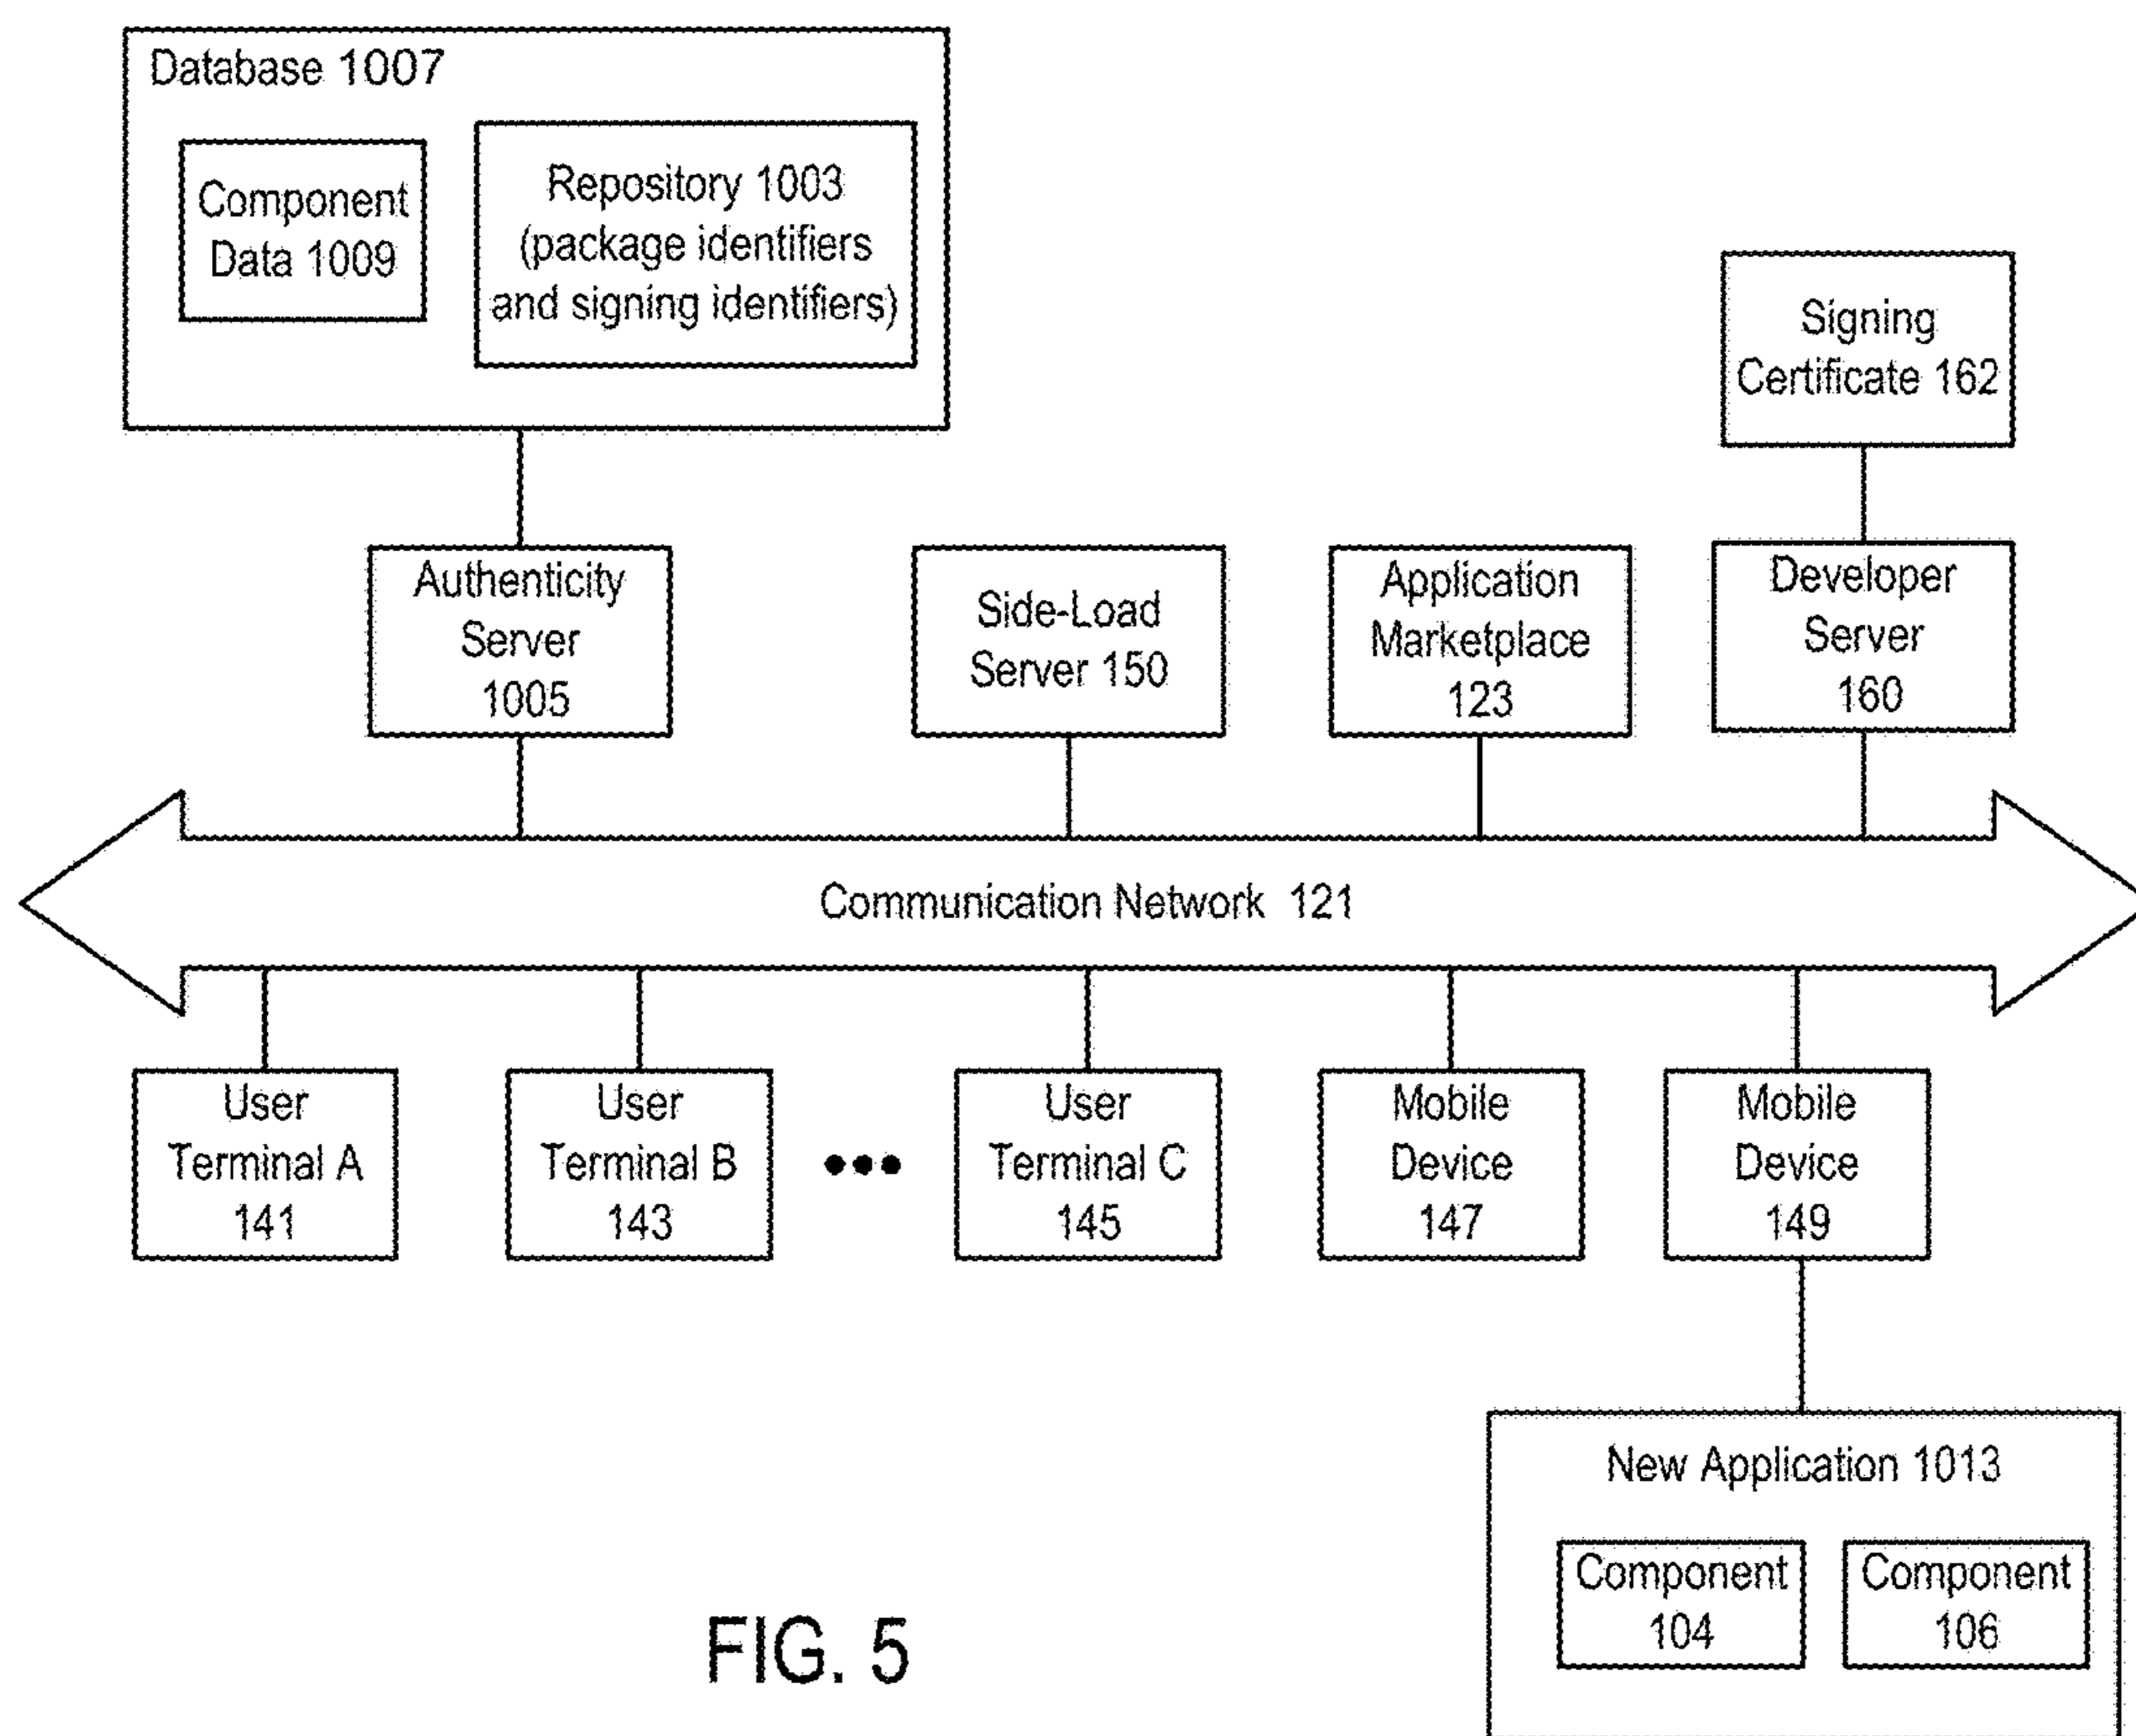 Database 1007
Component
Data 1009
Repository 1003
(package identifiers
and signing identifiers)
Signing
Certificate 162
Authenticity
Server
1005
Side-Load
Server 150
Application
Marketplace
123
Developer
Server
160
Communication Network 121
User
Terminal A
141
User
Terminal B
143
•••
User
Terminal C
145
Mobile
Device
147
Mobile
Device
149
New Application 1013
Component
104
Component
106
FIG. 5